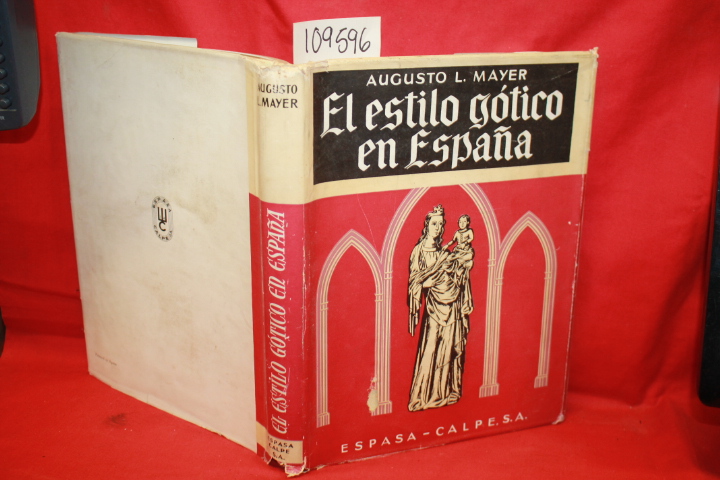 109596
AUGUSTO L. MAYER
El estilo gótico
en España
ESPASA-CALPE, S.A.
AUGUSTO
L. MAYER
EL ESTILO GÓTICO EN ESPAÑA
ESPASA
CALPE
S.A.